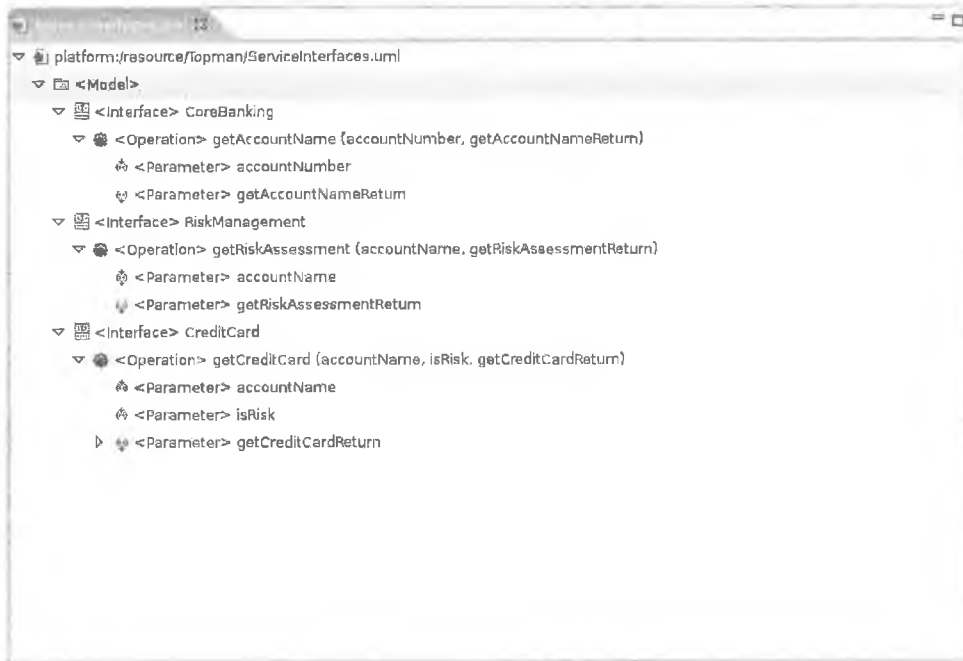 platform:/resource/Topman/ServiceInterfaces.uml
<Model>
<Interface> CoreBanking
<Operation> getAccountName (accountNumber, getAccountNameReturn)
<Parameter> accountNumber
<Parameter> getAccountNameReturn
<Interface> RiskManagement
<Operation> getRiskAssessment (accountName, getRiskAssessmentReturn)
<Parameter> accountName
<Parameter> getRiskAssessmentReturn
<Interface> CreditCard
<Operation> getCreditCard (accountName, isRisk, getCreditCardReturn)
<Parameter> accountName
<Parameter> isRisk
<Parameter> getCreditCardReturn